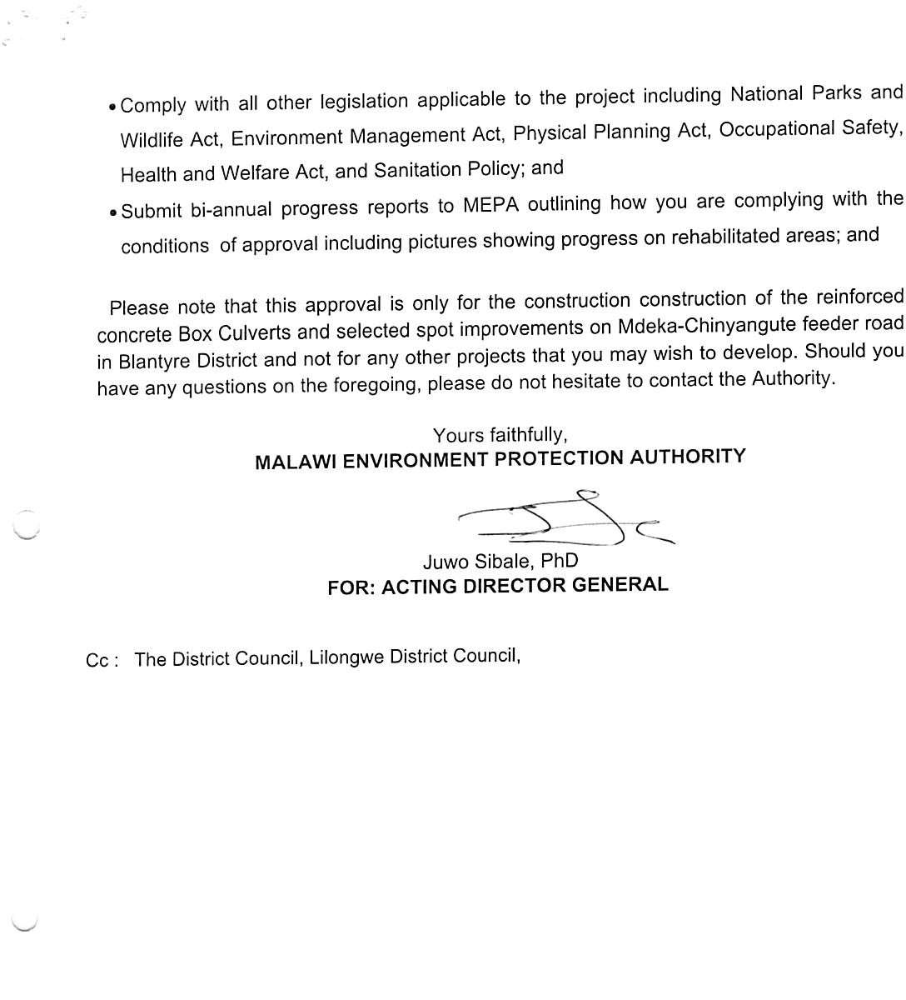 • Comply with all other legislation applicable to the project including National Parks and
Wildlife Act, Environment Management Act, Physical Planning Act, Occupational Safety,
Health and Welfare Act, and Sanitation Policy; and
• Submit bi-annual progress reports to MEPA outlining how you are complying with the
conditions of approval including pictures showing progress on rehabilitated areas; and
Please note that this approval is only for the construction construction of the reinforced
concrete Box Culverts and selected spot improvements on Mdeka-Chinyangute feeder road
in Blantyre District and not for any other projects that you may wish to develop. Should you
have any questions on the foregoing, please do not hesitate to contact the Authority.
Yours faithfully,
MALAWI ENVIRONMENT PROTECTION AUTHORITY
Juwo Sibale, PhD
FOR: ACTING DIRECTOR GENERAL
Cc : The District Council, Lilongwe District Council,